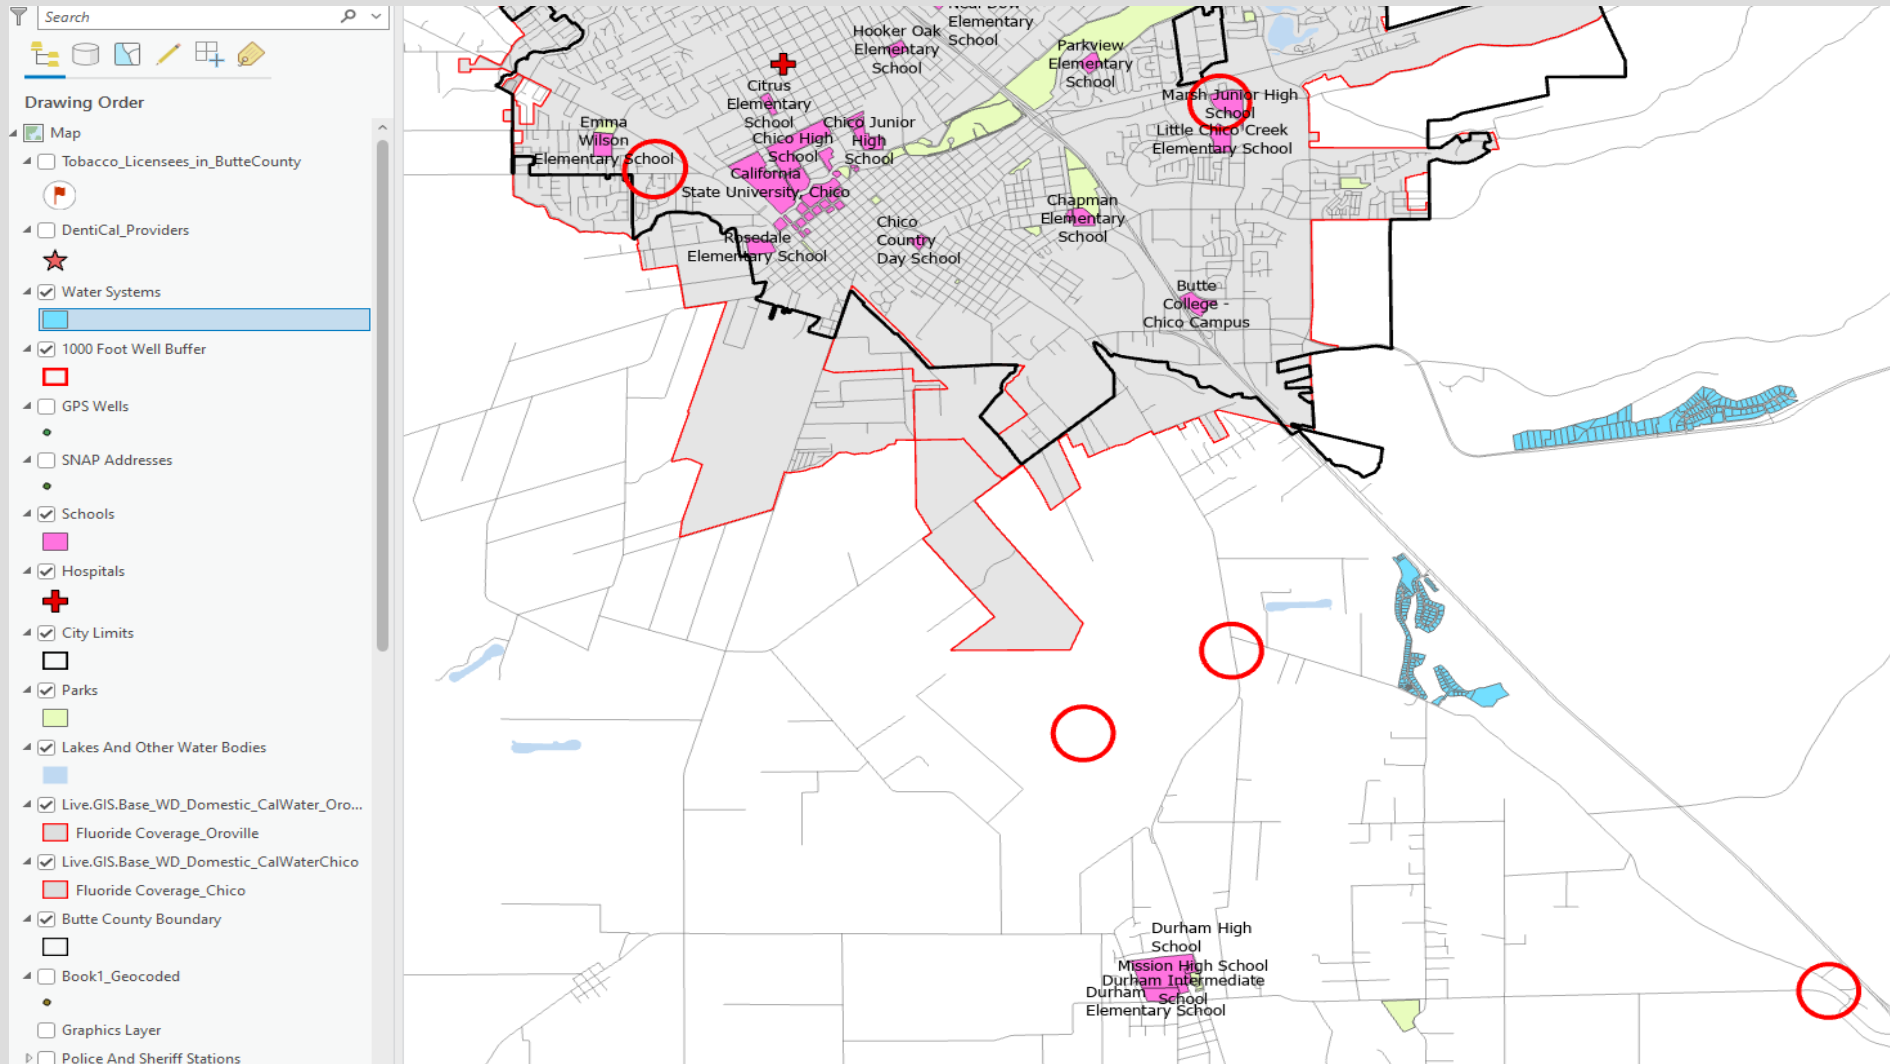 Search
Drawing Order
Map
Tobacco_Licensees_in_ButteCounty
DentiCal_Providers
Water Systems
1000 Foot Well Buffer
GPS Wells
SNAP Addresses
Schools
Hospitals
City Limits
Parks
Lakes And Other Water Bodies
Live.GIS.Base_WD_Domestic_CalWater_Oro...
Fluoride Coverage_Oroville
Live.GIS.Base_WD_Domestic_CalWaterChico
Fluoride Coverage_Chico
Butte County Boundary
Book1_Geocoded
Graphics Layer
Police And Sheriff Stations
Near Dow
Elementary
School
Hooker Oak
Elementary
School
Parkview
Elementary
School
Citrus
Elementary
School
Marsh Junior High
School
Little Chico Creek
Elementary School
Emma
Wilson
Elementary School
Chico High
School
Chico Junior
High
School
California
State University, Chico
Chapman
Elementary
School
Rosedale
Elementary School
Chico
Country
Day School
Butte
College -
Chico Campus
Durham High
School
Mission High School
Durham Intermediate
School
Durham
Elementary School